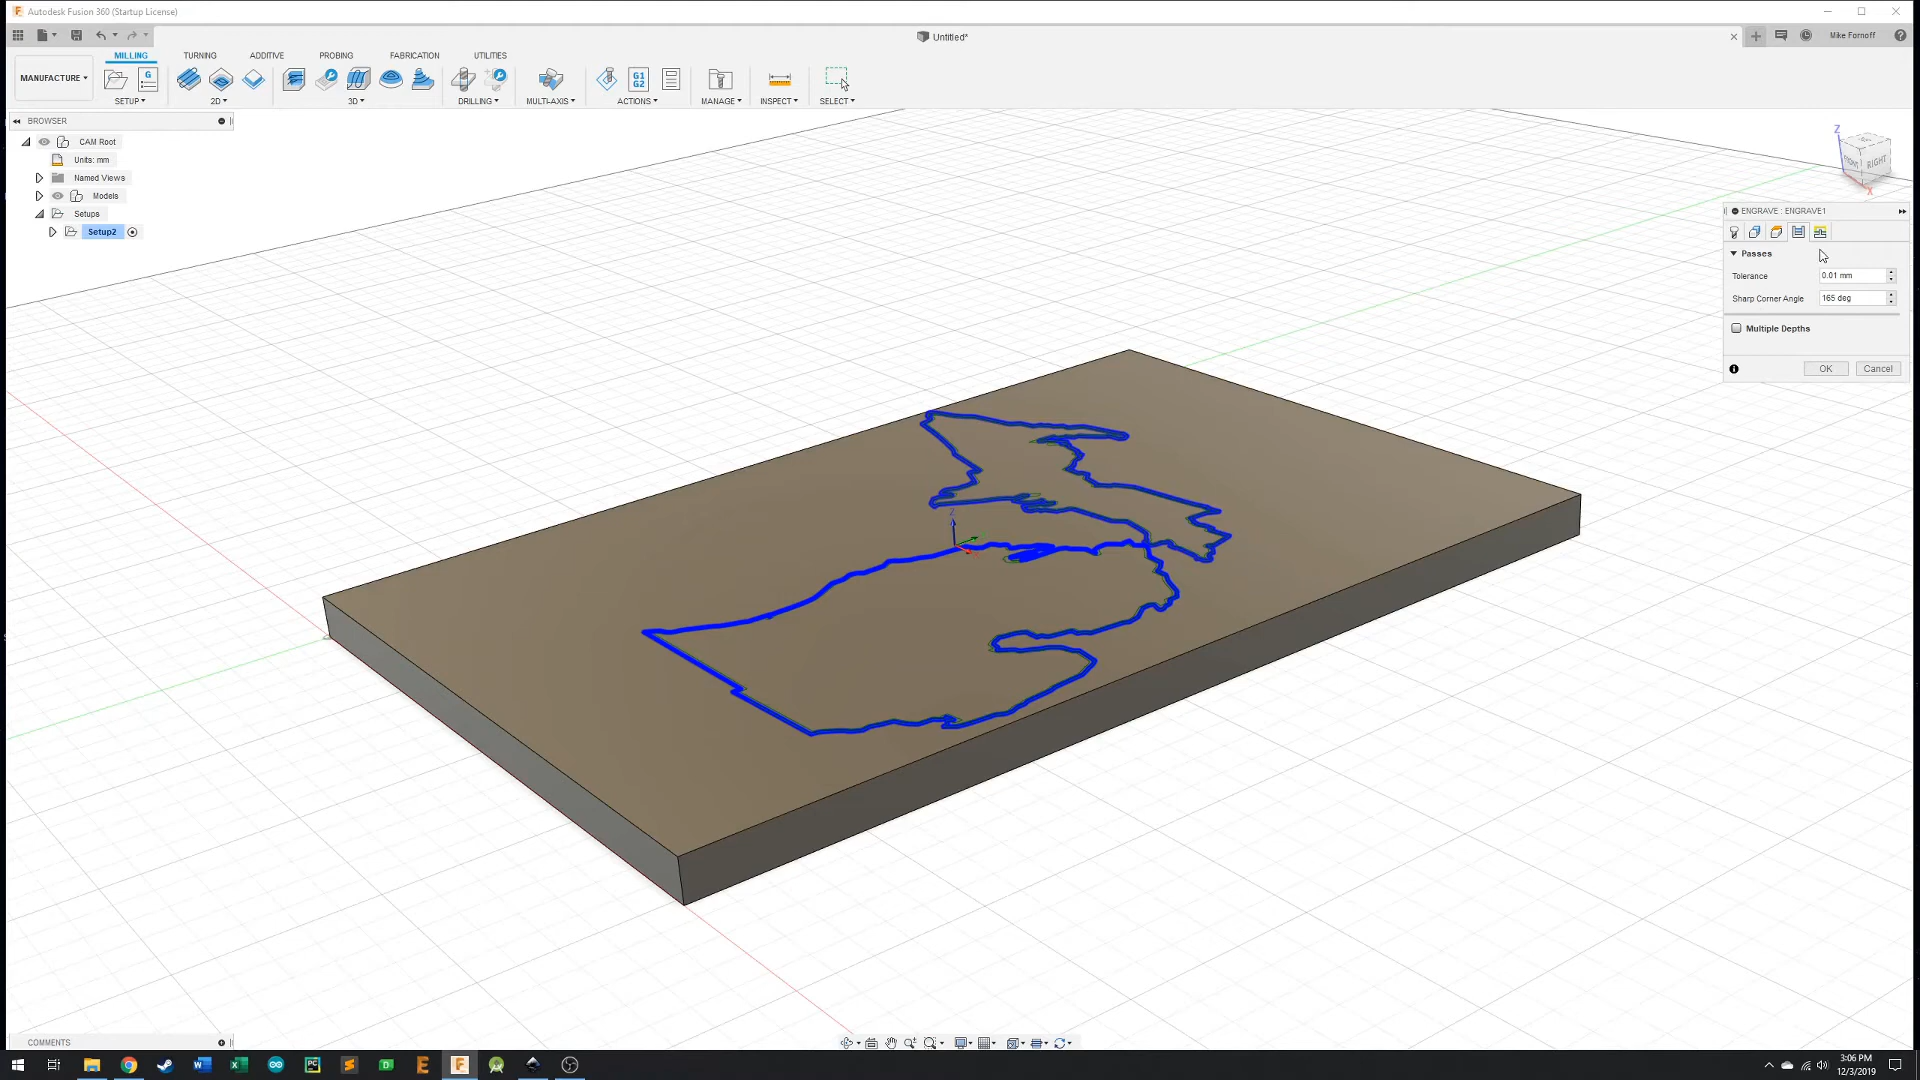 Autodesk Fusion 360 (Startup License)
Untitled*
Mike Fornoff
MILLING TURNING ADDITIVE PROBING FABRICATION UTILITIES
MANUFACTURE
G
G1
G2
SETUP 2D 3D DRILLING MULTI-AXIS ACTIONS MANAGE INSPECT SELECT
BROWSER
CAM Root
Units: mm
Named Views
Models
Setups
Setup2
Z
FRONT RIGHT
X
ENGRAVE : ENGRAVE1
Passes
Tolerance 0.01 mm
Sharp Corner Angle 165 deg
Multiple Depths
OK Cancel
Z
COMMENTS
3:06 PM
12/3/2019